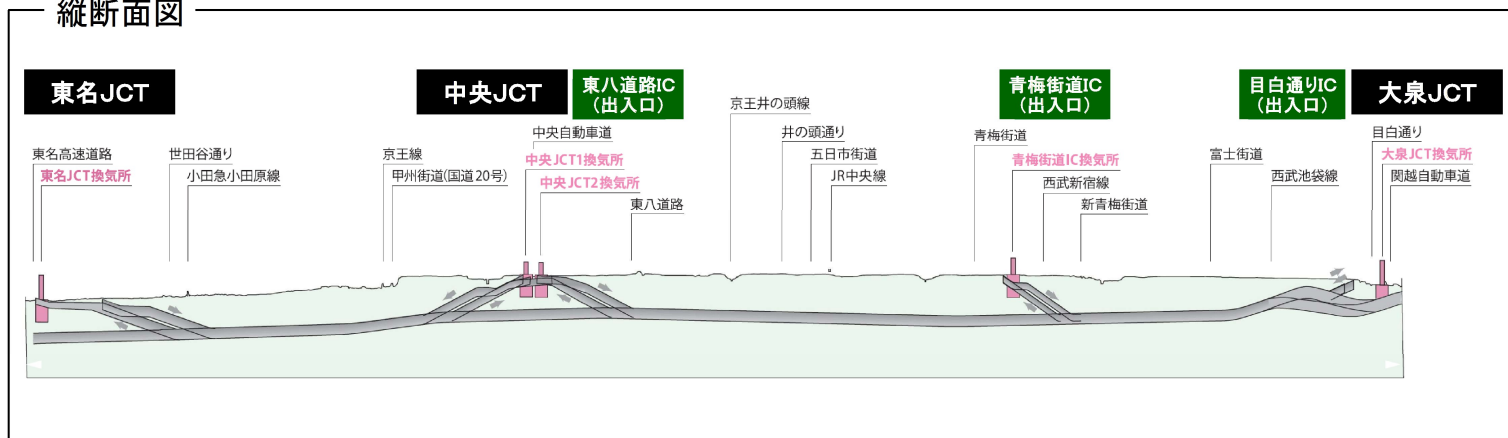 縦断面図
東名JCT
中央JCT
東八道路IC
(出入口)
青梅街道IC
(出入口)
目白通りIC
(出入口)
大泉JCT
東名高速道路
東名JCT換気所
世田谷通り
小田急小田原線
京王線
甲州街道(国道20号)
中央自動車道
中央JCT1換気所
中央JCT2換気所
東八道路
京王井の頭線
井の頭通り
五日市街道
JR中央線
青梅街道
青梅街道IC換気所
西武新宿線
新青梅街道
富士街道
西武池袋線
目白通り
大泉JCT換気所
関越自動車道